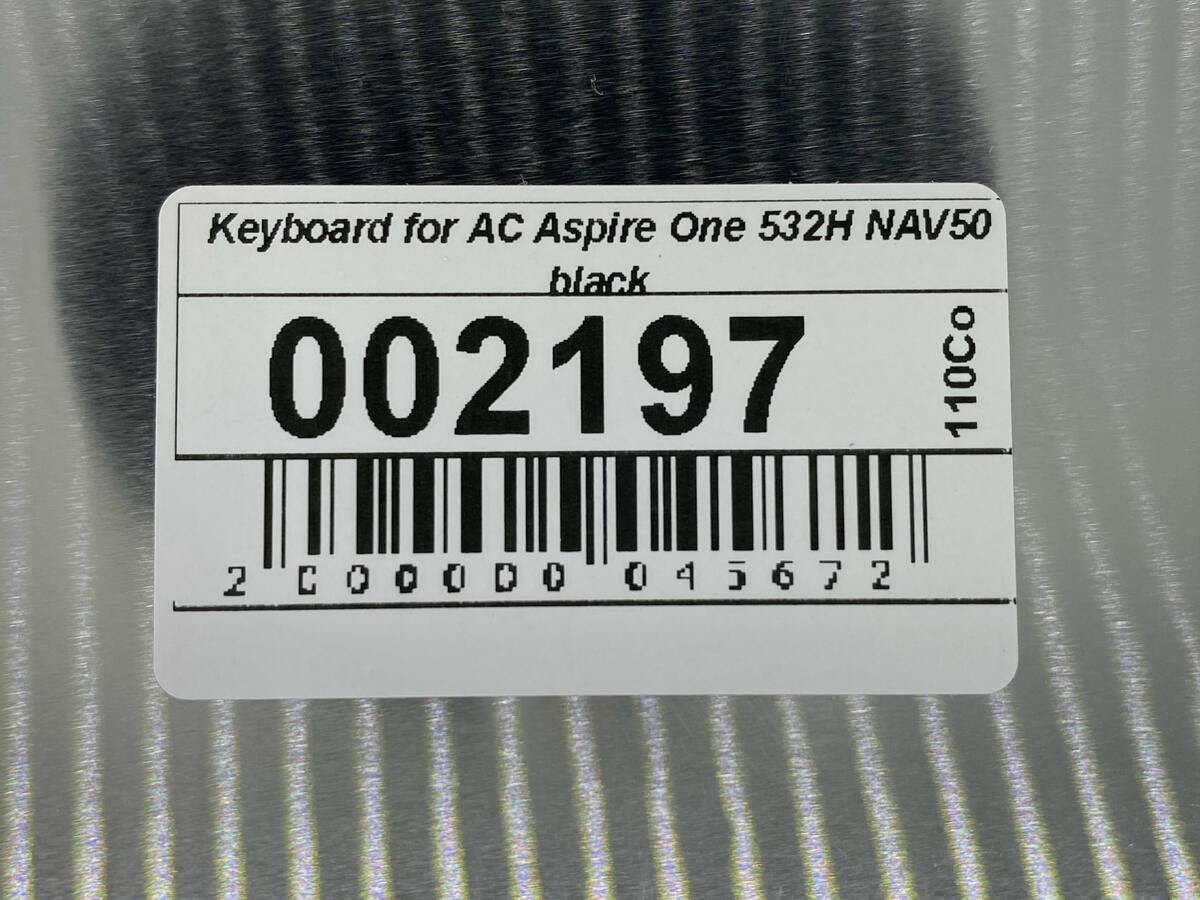 Keyboard for AC Aspire One 532H NAV50
black
002197
110Co
2 000000 045672